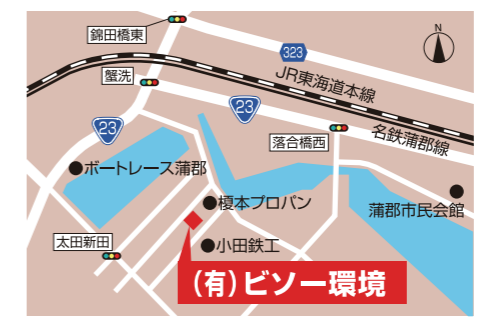 錦田橋東
N
323
JR東海道本線
蟹洗
23
23
落合橋西
名鉄蒲郡線
●ボートレース蒲郡
●榎本プロパン
蒲郡市民会館
太田新田
●小田鉄工
(有)ビソー環境